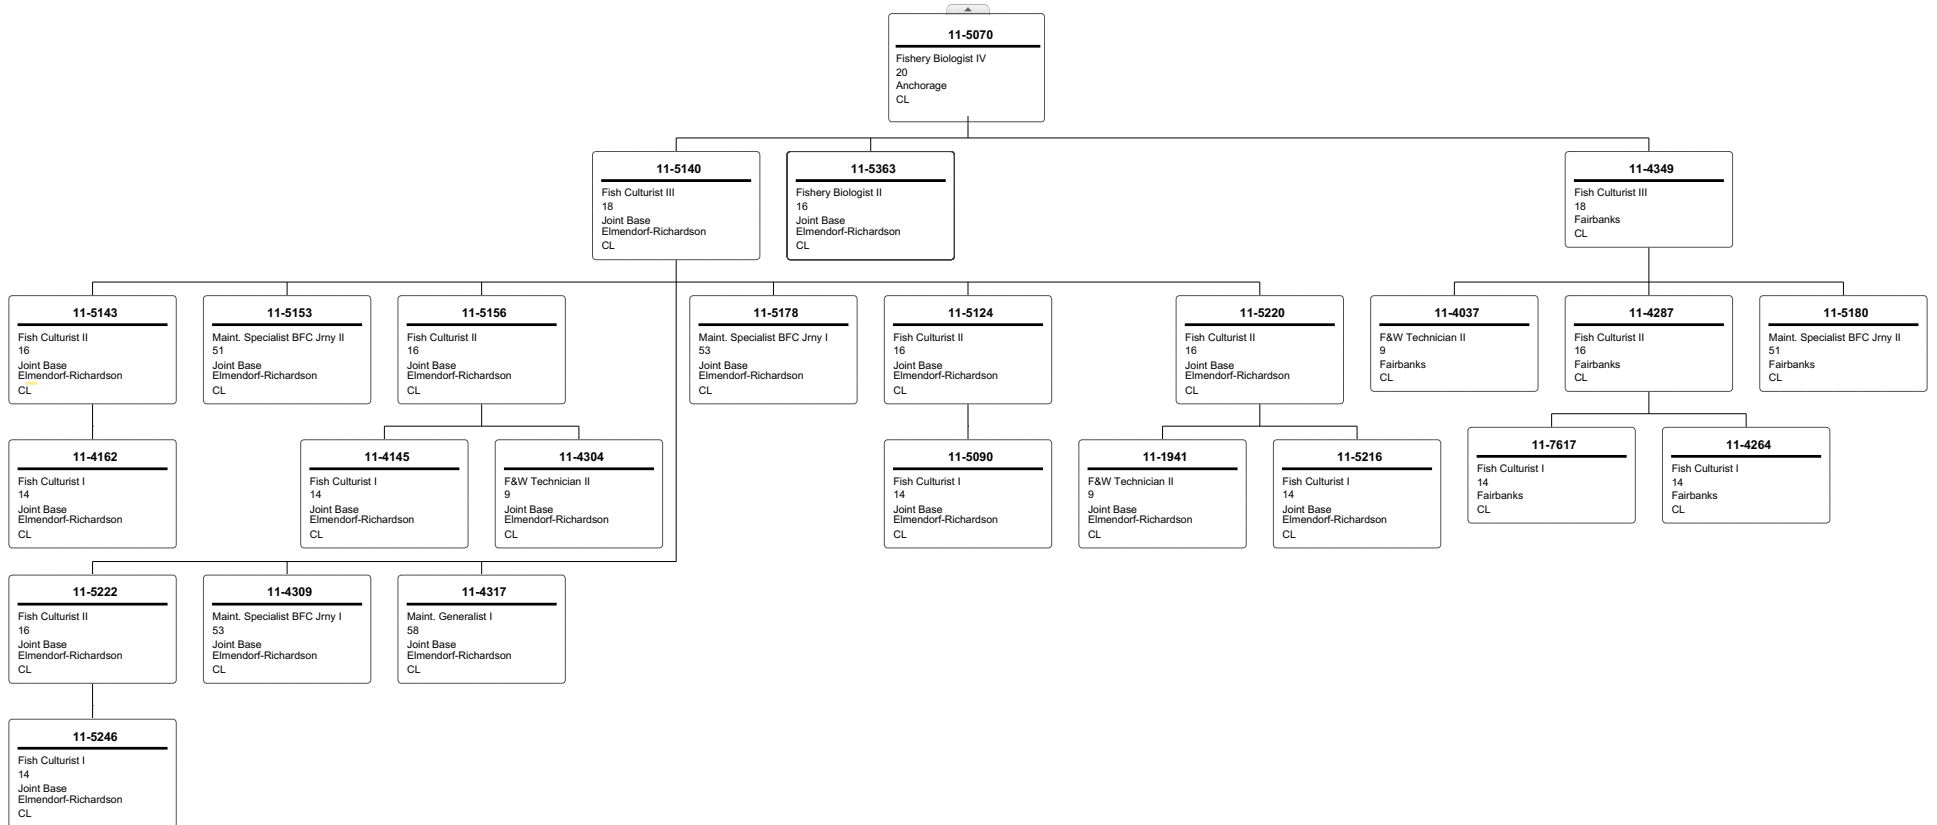 11-5070
Fishery Biologist IV
20
Anchorage
CL
11-5140
Fish Culturist III
18
Joint Base
Elmendorf-Richardson
CL
11-5363
Fishery Biologist II
16
Joint Base
Elmendorf-Richardson
CL
11-4349
Fish Culturist III
18
Fairbanks
CL
11-5143
Fish Culturist II
16
Joint Base
Elmendorf-Richardson
CL
11-5153
Maint. Specialist BFC Jrny II
51
Joint Base
Elmendorf-Richardson
CL
11-5156
Fish Culturist II
16
Joint Base
Elmendorf-Richardson
CL
11-5178
Maint. Specialist BFC Jrny I
53
Joint Base
Elmendorf-Richardson
CL
11-5124
Fish Culturist II
16
Joint Base
Elmendorf-Richardson
CL
11-5220
Fish Culturist II
16
Joint Base
Elmendorf-Richardson
CL
11-4037
F&W Technician II
9
Fairbanks
CL
11-4287
Fish Culturist II
16
Fairbanks
CL
11-5180
Maint. Specialist BFC Jrny II
51
Fairbanks
CL
11-4162
Fish Culturist I
14
Joint Base
Elmendorf-Richardson
CL
11-4145
Fish Culturist I
14
Joint Base
Elmendorf-Richardson
CL
11-4304
F&W Technician II
9
Joint Base
Elmendorf-Richardson
CL
11-5090
Fish Culturist I
14
Joint Base
Elmendorf-Richardson
CL
11-1941
F&W Technician II
9
Joint Base
Elmendorf-Richardson
CL
11-5216
Fish Culturist I
14
Joint Base
Elmendorf-Richardson
CL
11-7617
Fish Culturist I
14
Fairbanks
CL
11-4264
Fish Culturist I
14
Fairbanks
CL
11-5222
Fish Culturist II
16
Joint Base
Elmendorf-Richardson
CL
11-4309
Maint. Specialist BFC Jrny I
53
Joint Base
Elmendorf-Richardson
CL
11-4317
Maint. Generalist I
58
Joint Base
Elmendorf-Richardson
CL
11-5246
Fish Culturist I
14
Joint Base
Elmendorf-Richardson
CL